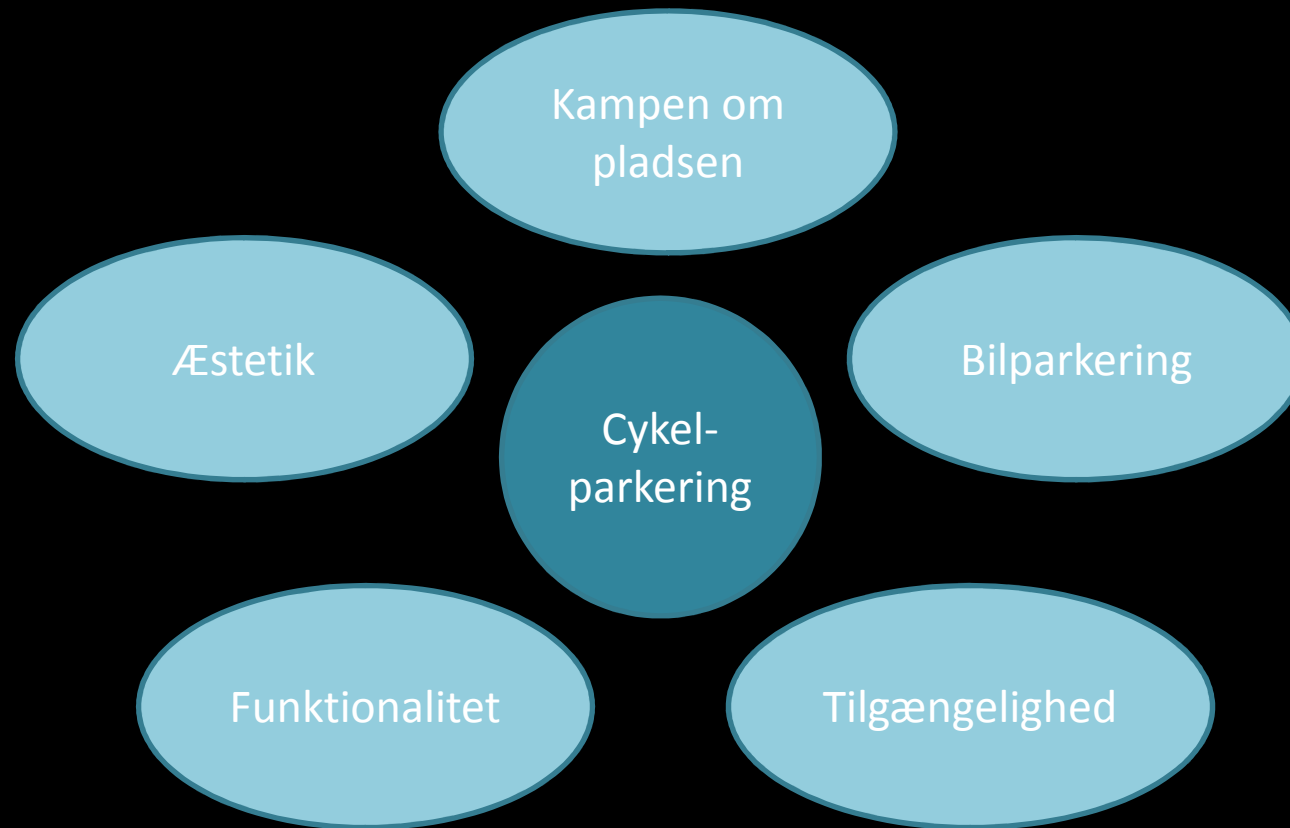 Kampen om
pladsen
Æstetik
Bilparkering
Cykel-
parkering
Funktionalitet
Tilgængelighed